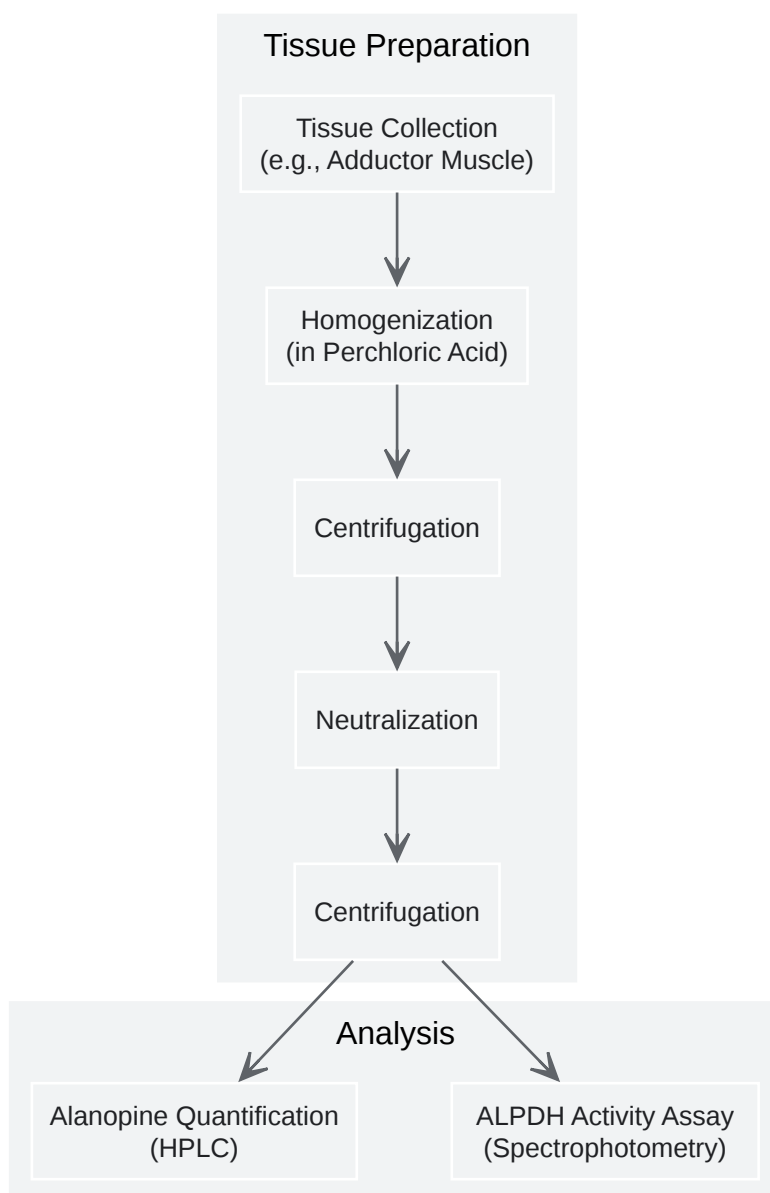 Tissue Preparation
Tissue Collection
(e.g., Adductor Muscle)
Homogenization
(in Perchloric Acid)
Centrifugation
Neutralization
Centrifugation
Analysis
Alanopine Quantification
(HPLC)
ALPDH Activity Assay
(Spectrophotometry)